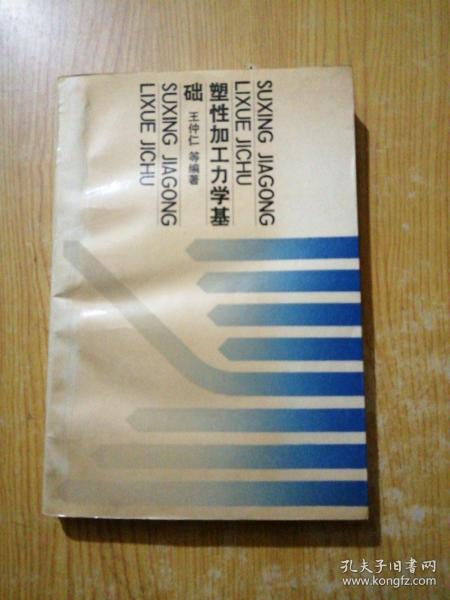 SUXING JIAGONG
LIXUE JICHU
塑性加工力学基
础 王仲仁 等编著
SUXING JIAGONG
LIXUE JICHU
孔夫子旧书网
www.kongfz.com